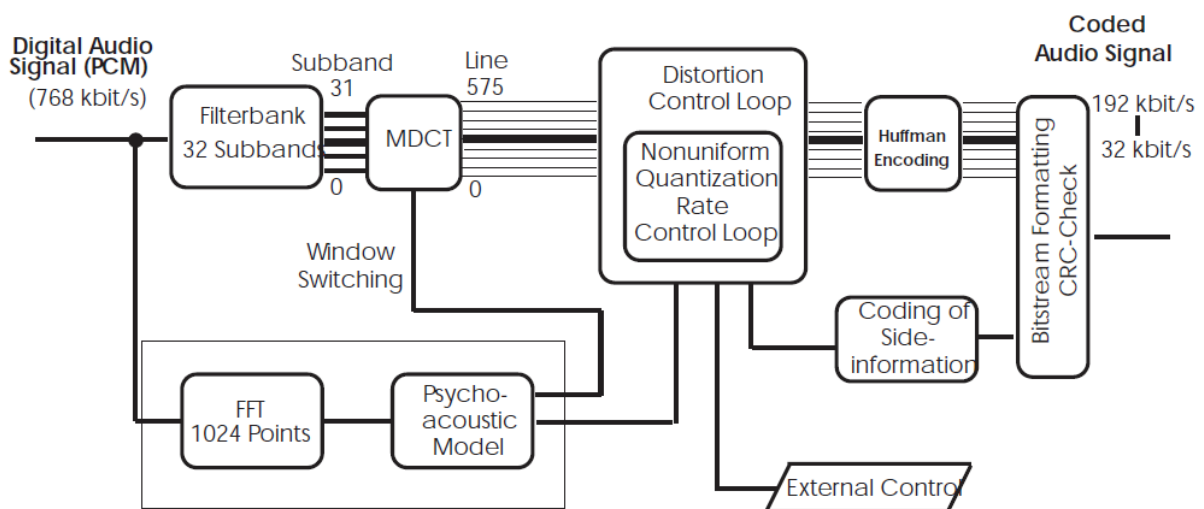 Digital Audio
Signal (PCM)
(768 kbit/s)
Filterbank
32 Subbands
Subband
31
0
MDCT
Line
575
0
Window
Switching
Distortion
Control Loop
Nonuniform
Quantization
Rate
Control Loop
Huffman
Encoding
Coded
Audio Signal
192 kbit/s
32 kbit/s
Bitstream Formatting
CRC-Check
Coding of
Side-
information
FFT
1024 Points
Psycho-
acoustic
Model
External Control